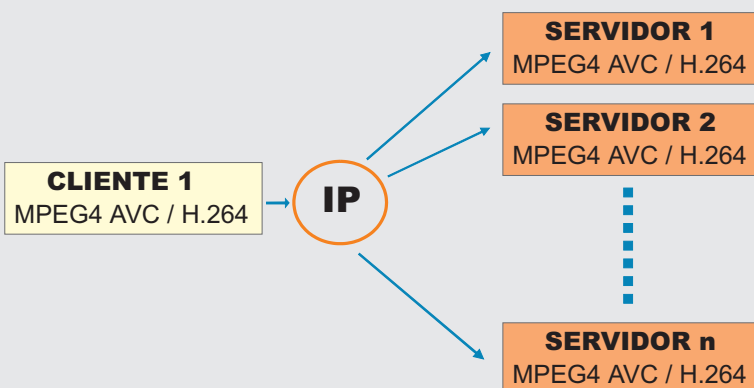 SERVIDOR 1
MPEG4 AVC / H.264
SERVIDOR 2
MPEG4 AVC / H.264
CLIENTE 1
MPEG4 AVC / H.264
IP
SERVIDOR n
MPEG4 AVC / H.264